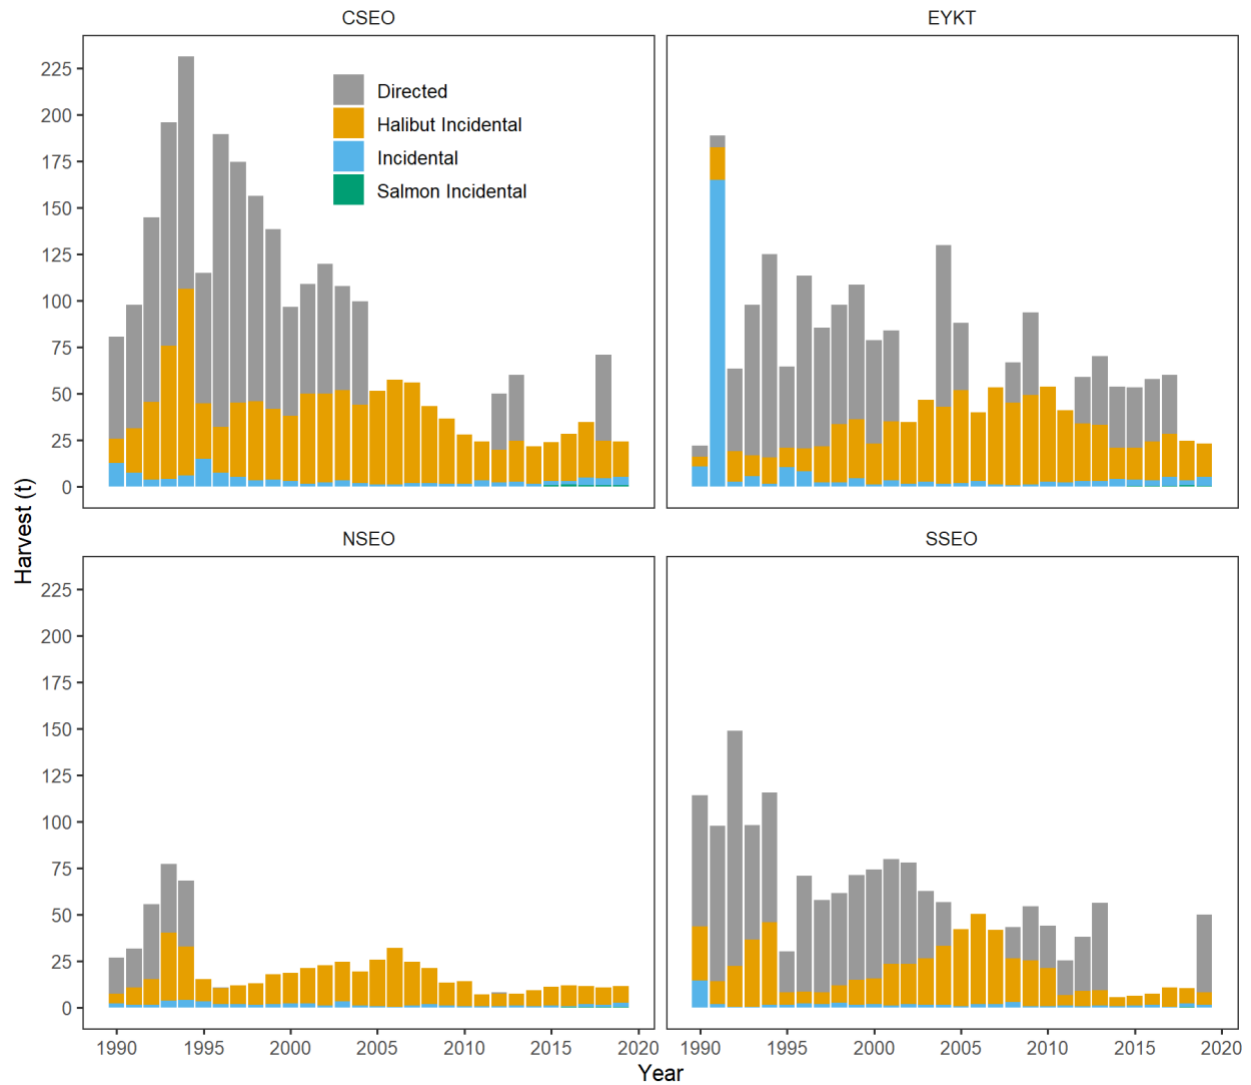 CSEO
EYKT
225
200
175
150
125
100
75
50
25
0
Directed
Halibut Incidental
Incidental
Salmon Incidental
Harvest (t)
NSEO
SSEO
225
200
175
150
125
100
75
50
25
0
1990 1995 2000 2005 2010 2015 2020
1990 1995 2000 2005 2010 2015 2020
Year